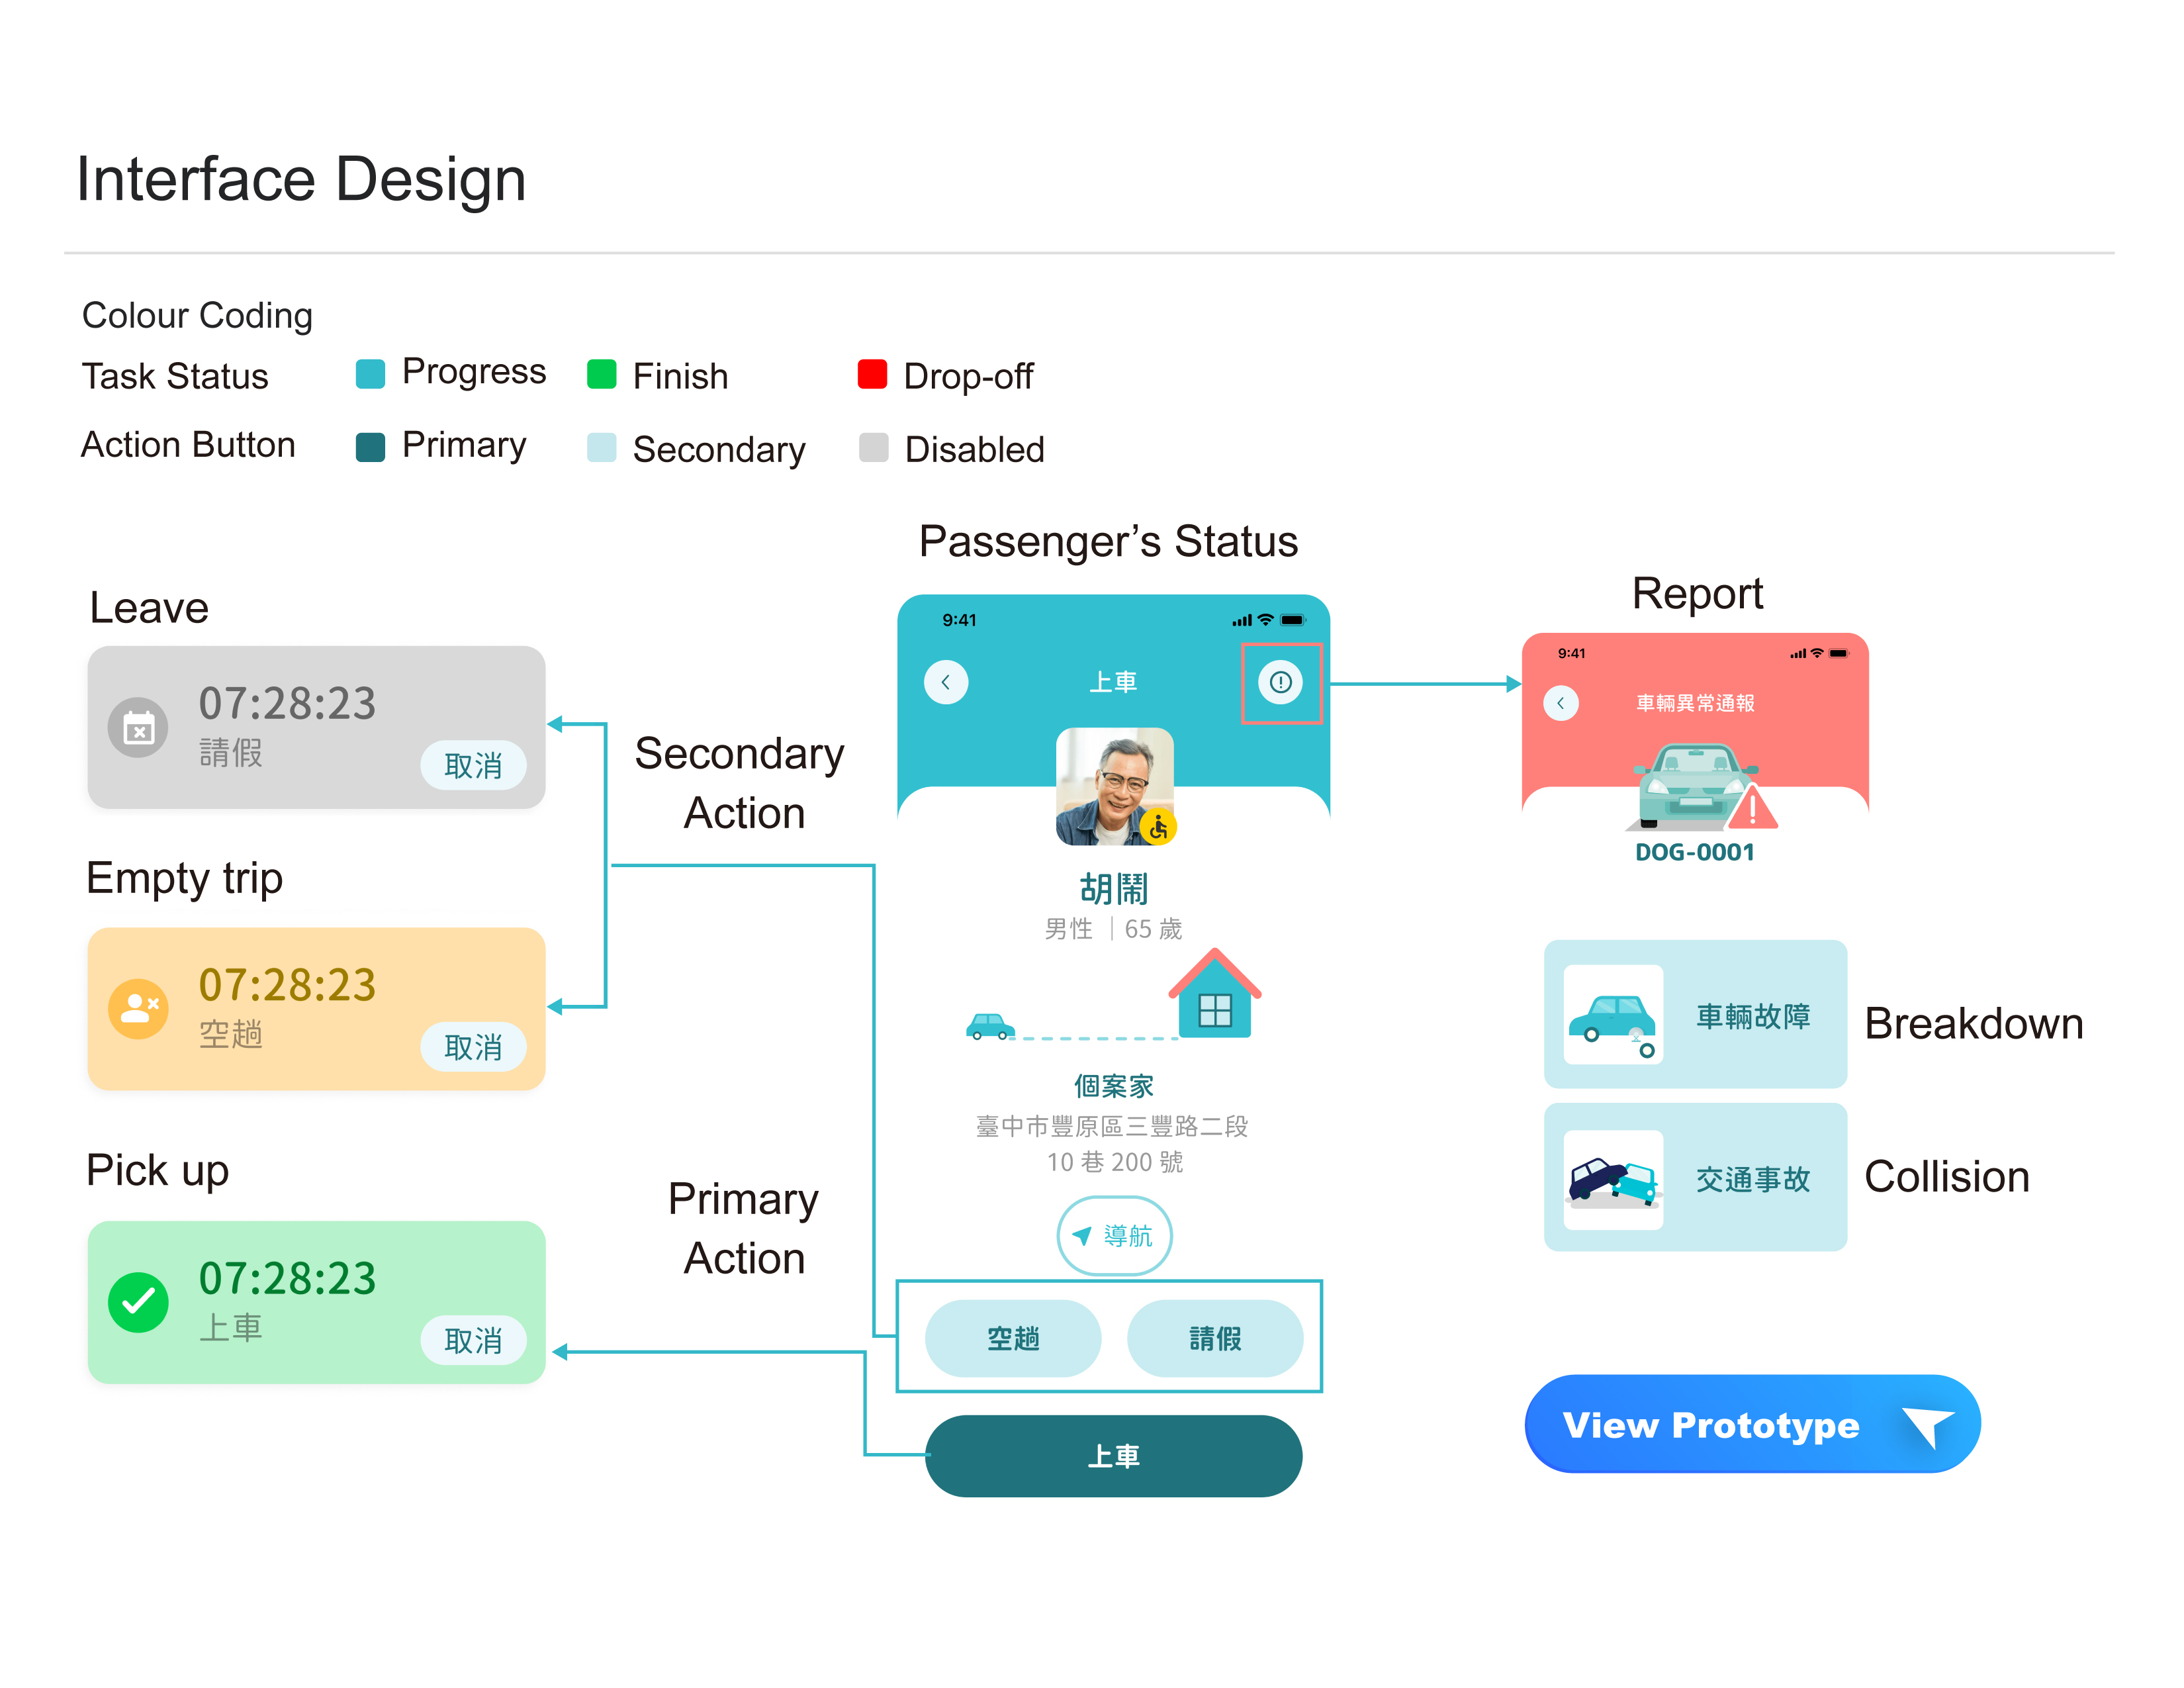 Interface Design
Colour Coding
Task Status
Progress
Finish
Drop-off
Action Button
Primary
Secondary
Disabled
Leave
07:28:23
請假
取消
Empty trip
07:28:23
空趟
取消
Pick up
07:28:23
上車
取消
Secondary
Action
Primary
Action
Passenger’s Status
9:41
上車
胡鬧
男性 | 65 歲
個案家
臺中市豐原區三豐路二段
10 巷 200 號
導航
空趟
請假
上車
Report
9:41
車輛異常通報
DOG-0001
車輛故障
Breakdown
交通事故
Collision
View Prototype